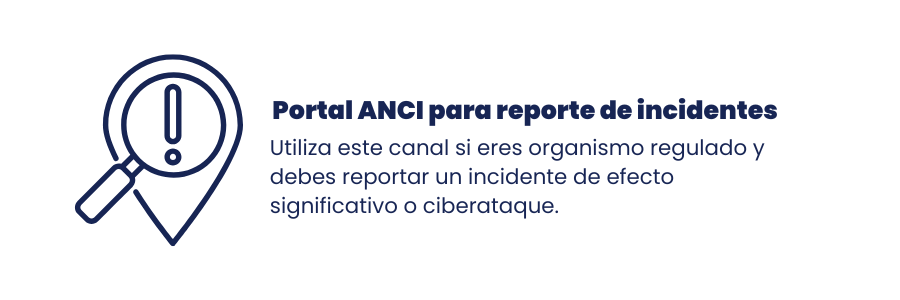 Portal ANCI para reporte de incidentes
Utiliza este canal si eres organismo regulado y
debes reportar un incidente de efecto
significativo o ciberataque.